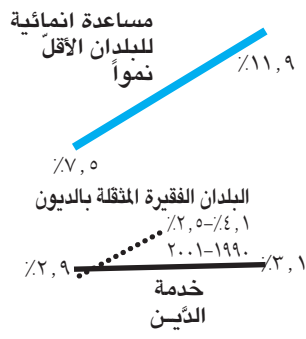 مساعدة انمائية
للبلدان الأقلّ
نمواً
٪١١,٩
٪٧,٥
البلدان الفقيرة المثقلة بالديون
٪٢,٥–٪٤,١
١٩٩٠–٢٠٠١
٪٢,٩
٪٣,١
خدمة
الدَّيــن